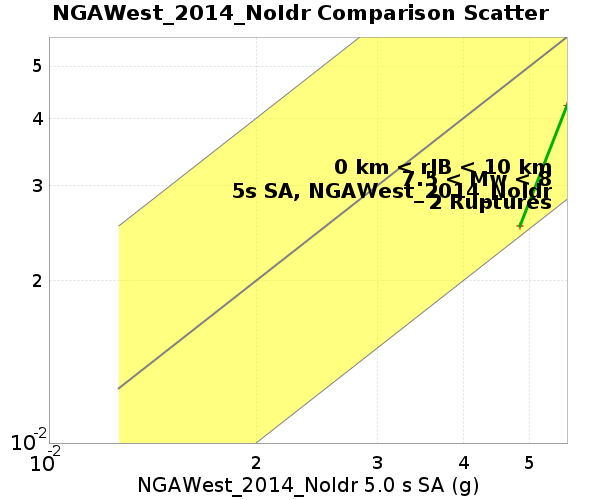 NGAWest_2014_NoIdr Comparison Scatter
5
4
3
2
10-2
10-2
2
3
4
5
0 km < rJB < 10 km
7.5 < Mw < 8
5s SA, NGAWest_2014_NoIdr
2 Ruptures
NGAWest_2014_NoIdr 5.0 s SA (g)